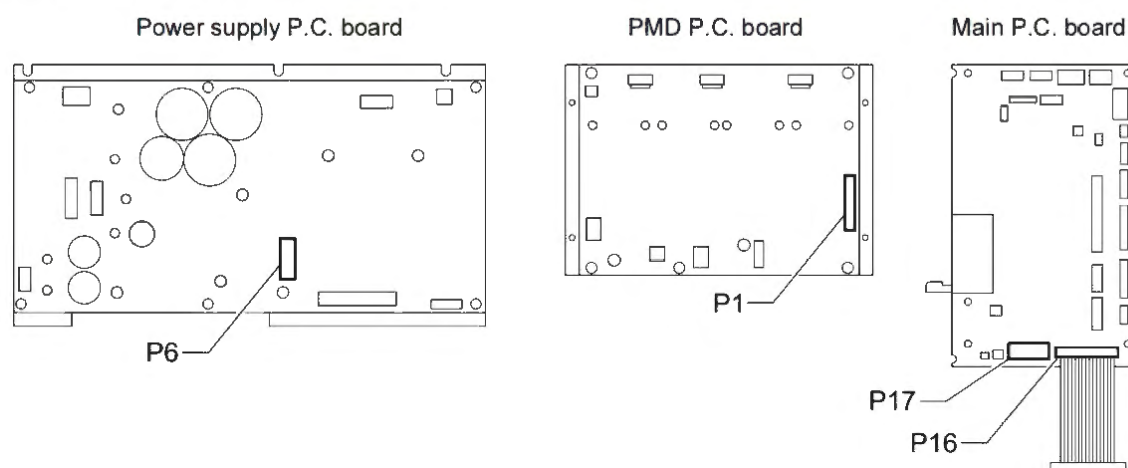 Power supply P.C. board
PMD P.C. board
Main P.C. board
P6
P1
P17
P16